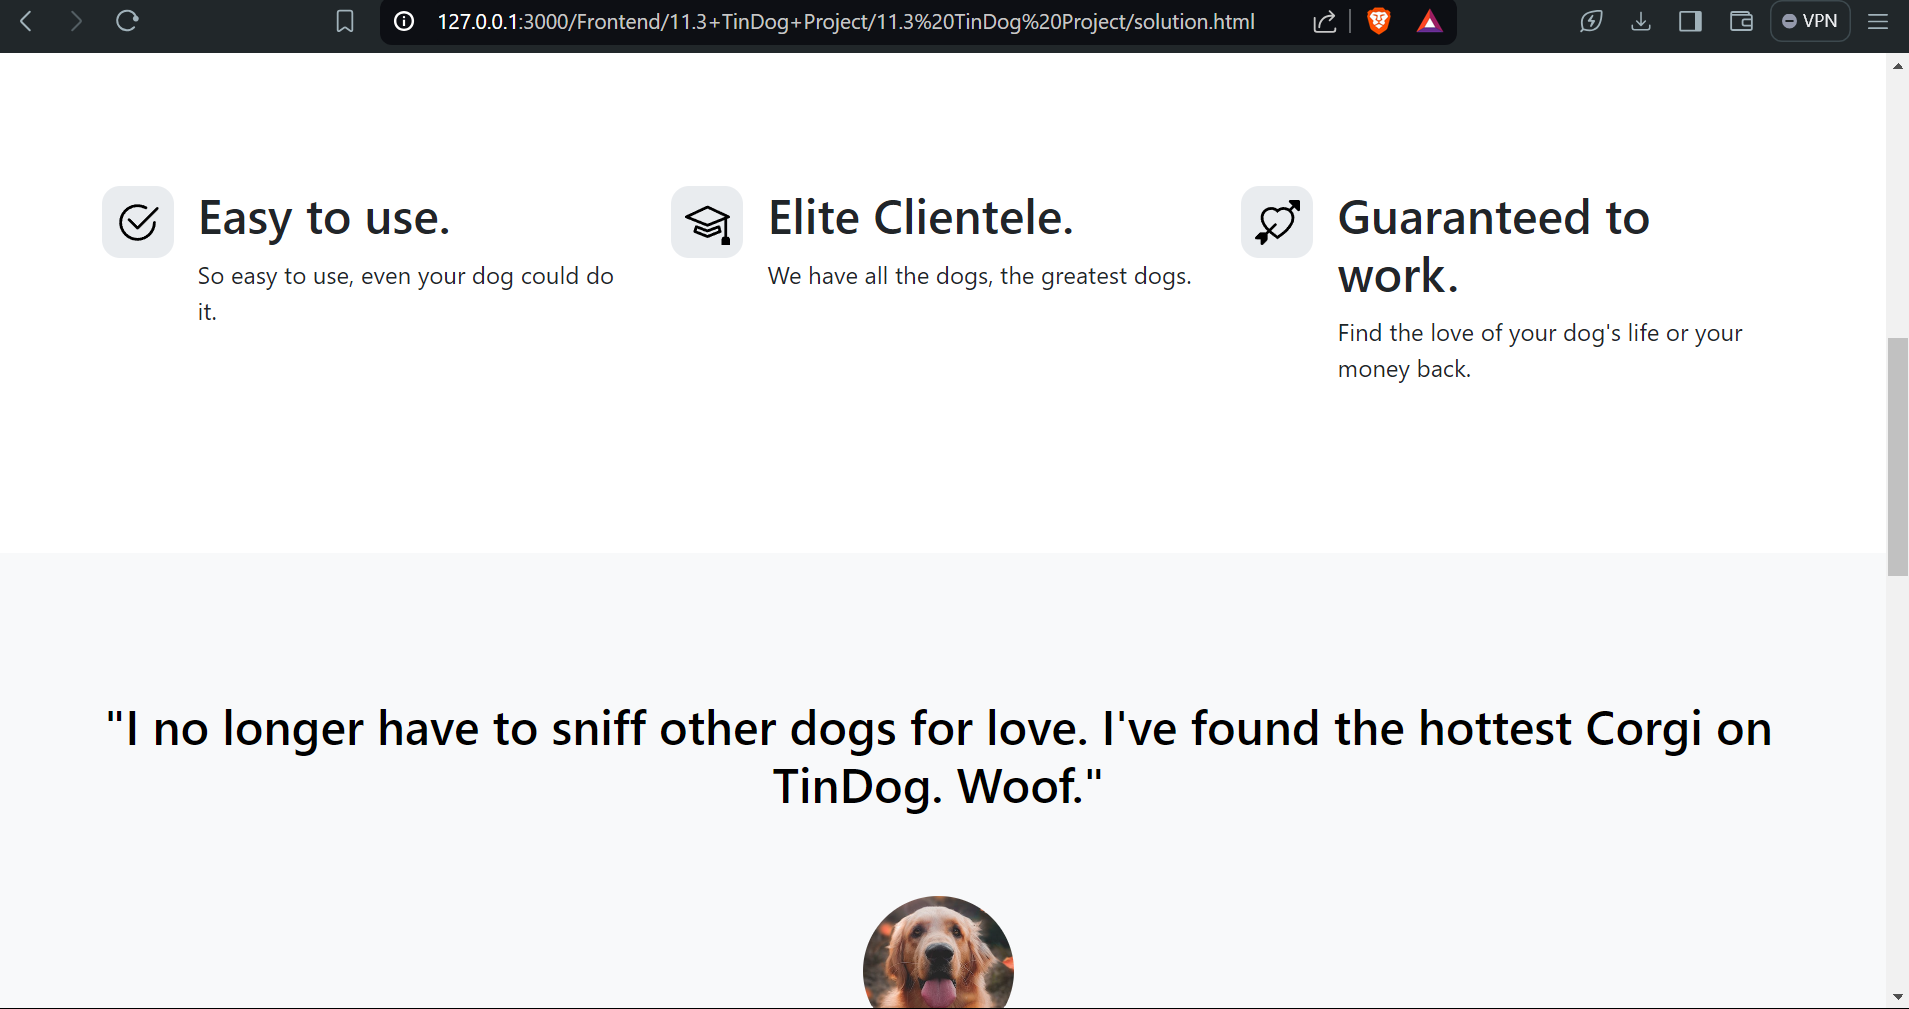 127.0.0.1:3000/Frontend/11.3+TinDog+Project/11.3%20TinDog%20Project/solution.html
VPN
Easy to use.
So easy to use, even your dog could do
it.
Elite Clientele.
We have all the dogs, the greatest dogs.
Guaranteed to
work.
Find the love of your dog's life or your
money back.
"I no longer have to sniff other dogs for love. I've found the hottest Corgi on
TinDog. Woof."